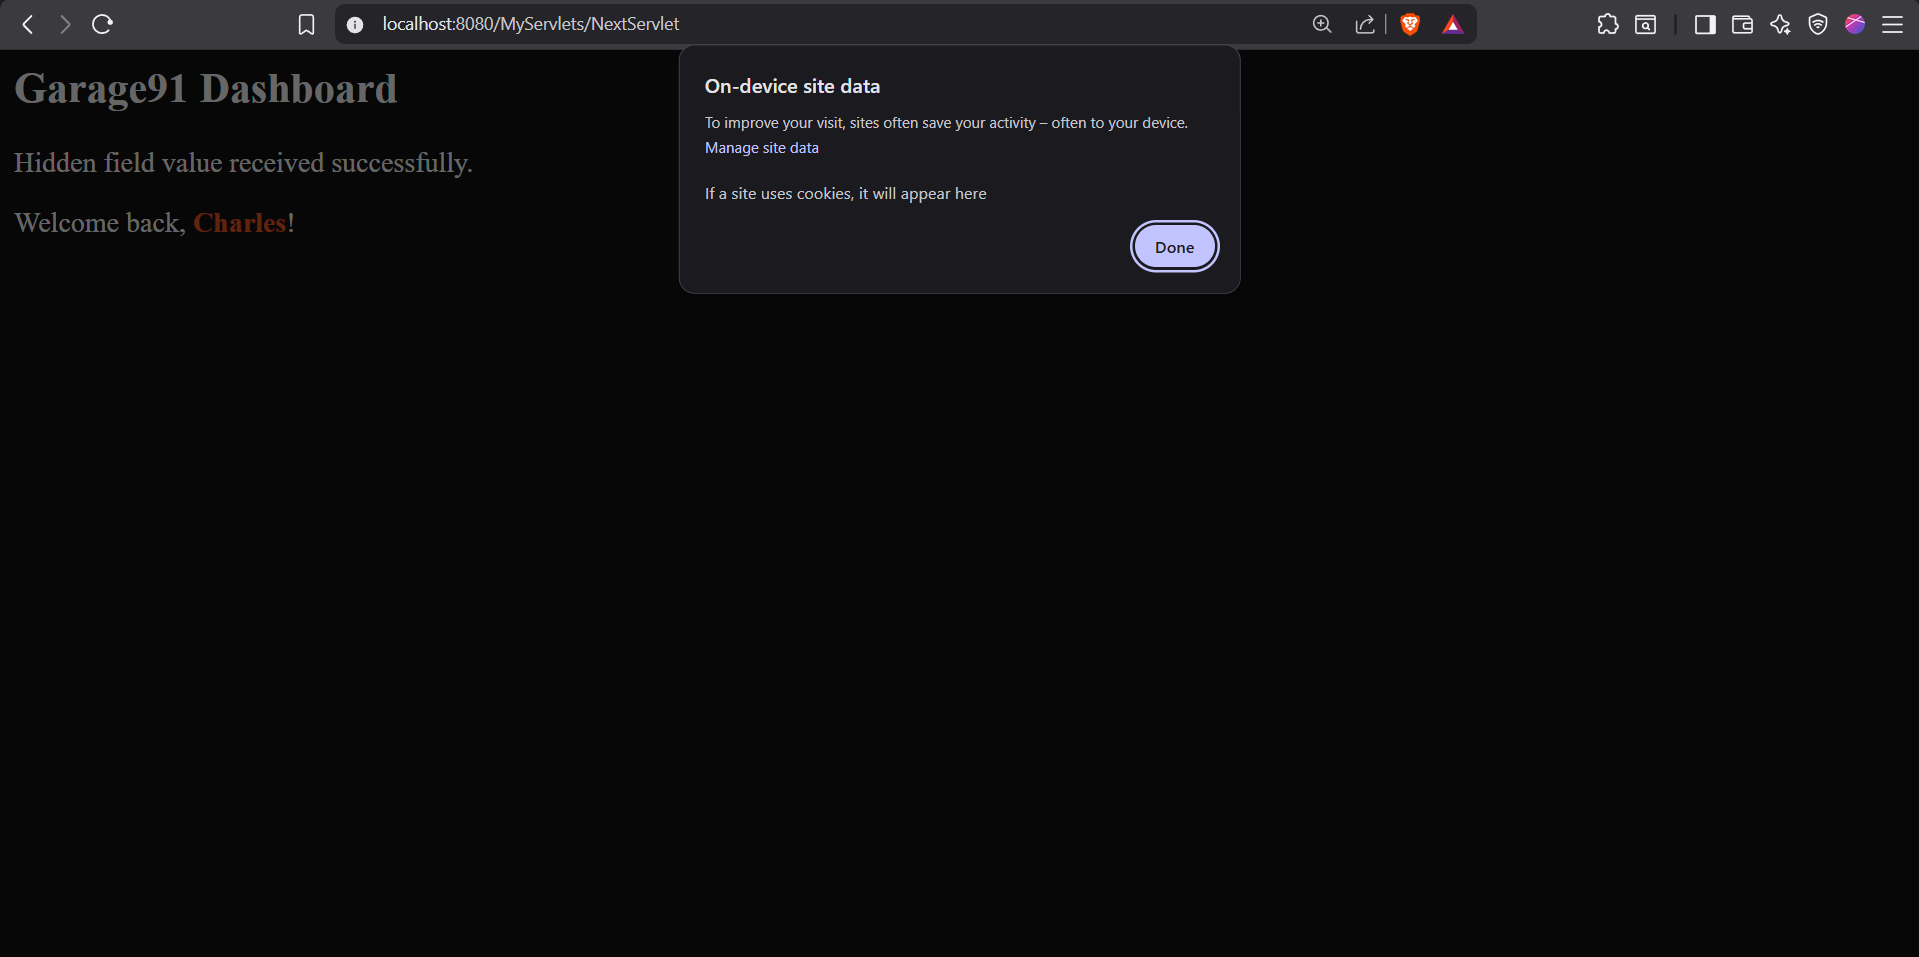 localhost:8080/MyServlets/NextServlet
Garage91 Dashboard
Hidden field value received successfully.
Welcome back, Charles!
On-device site data
To improve your visit, sites often save your activity – often to your device.
Manage site data
If a site uses cookies, it will appear here
Done